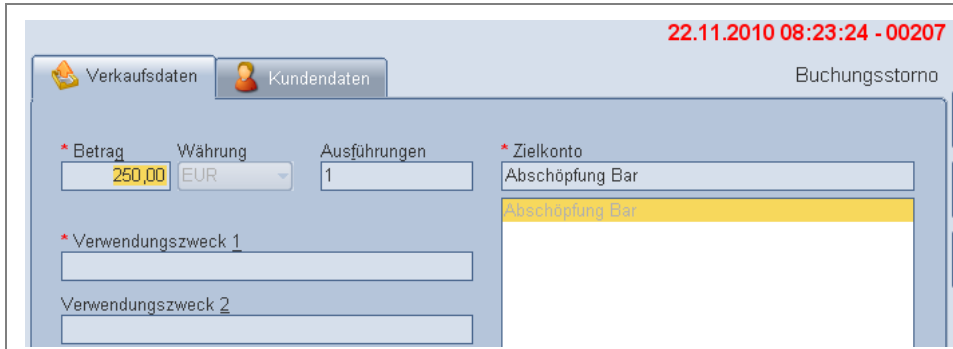 22.11.2010 08:23:24 - 00207
Verkaufsdaten Kundendaten Buchungsstorno
* Betrag Währung Ausführungen * Zielkonto
250,00 EUR 1 Abschöpfung Bar
Abschöpfung Bar
* Verwendungszweck 1
Verwendungszweck 2